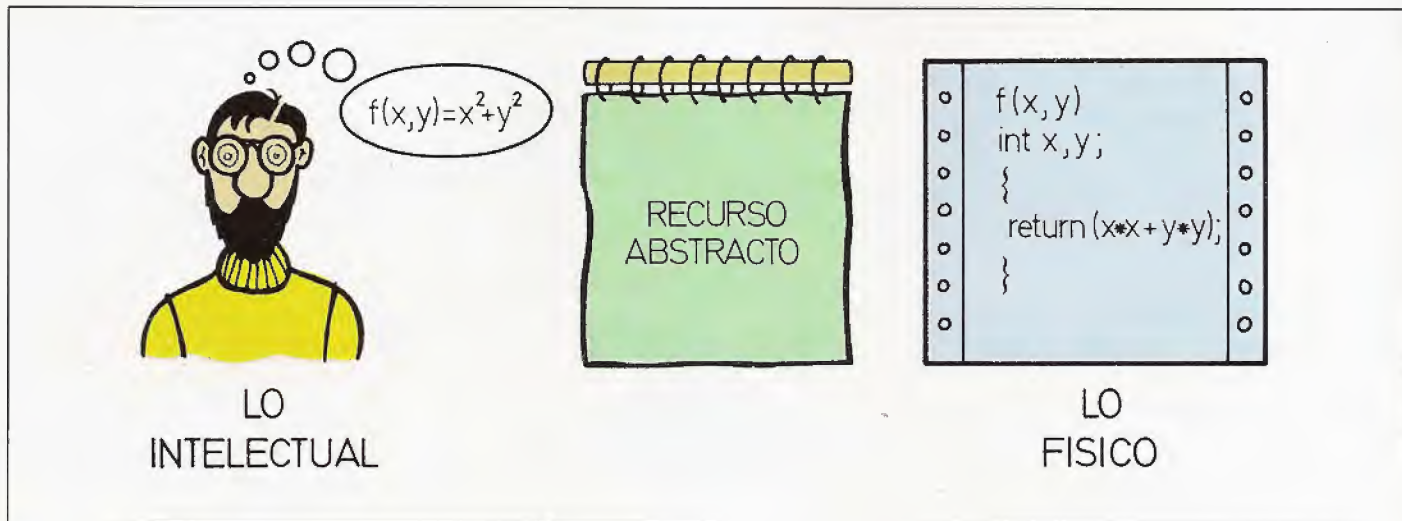 f(x,y)=x²+y²
RECURSO
ABSTRACTO
f(x,y)
int x,y;
{
return(x*x+y*y);
}
LO
INTELECTUAL
LO
FISICO